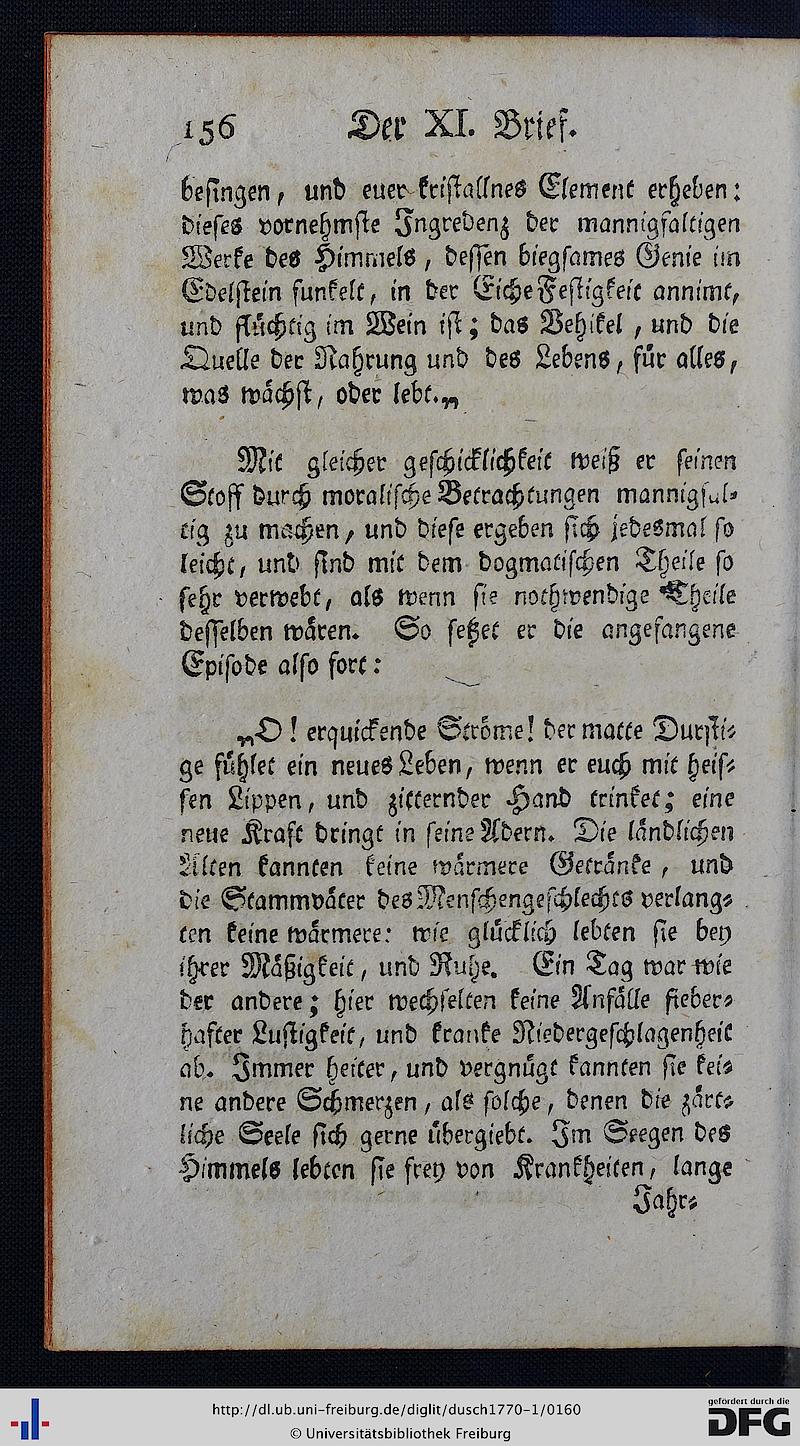 156 Der XI. Brief.
besingen, und euer kristallnes Element erheben:
dieses vornehmste Ingredenz der mannigfaltigen
Werke des Himmels, dessen biegsames Genie im
Edelstein funkelt, in der Eiche Festigkeit annimt,
und flüchtig im Wein ist; das Vehikel, und die
Quelle der Nahrung und des Lebens, für alles,
was wächst, oder lebt.„
Mit gleicher geschicklichkeit weiß er seinen
Stoff durch moralische Betrachtungen mannigfal-
tig zu machen, und diese ergeben sich jedesmal so
leicht, und sind mit dem dogmatischen Theile so
sehr verwebt, als wenn sie nothwendige Theile
desselben wären. So setzet er die angefangene
Episode also fort:
„O! erquickende Ströme! der matte Dursti-
ge fühlet ein neues Leben, wenn er euch mit heis-
sen Lippen, und zitternder Hand trinket; eine
neue Kraft dringt in seine Adern. Die ländlichen
Alten kannten keine wärmere Getränke, und
die Stammväter des Menschengeschlechts verlang-
ten keine wärmere: wie glücklich lebten sie bey
ihrer Mäßigkeit, und Ruhe. Ein Tag war wie
der andere; hier wechselten keine Anfälle fieber-
hafter Lustigkeit, und kranke Niedergeschlagenheit
ab. Immer heiter, und vergnügt kannten sie kei-
ne andere Schmerzen, als solche, denen die zärt-
liche Seele sich gerne übergiebt. Im Seegen des
Himmels lebten sie frey von Krankheiten, lange
Jahr-
http://dl.ub.uni-freiburg.de/diglit/dusch1770-1/0160
© Universitätsbibliothek Freiburg
gefördert durch die
DFG